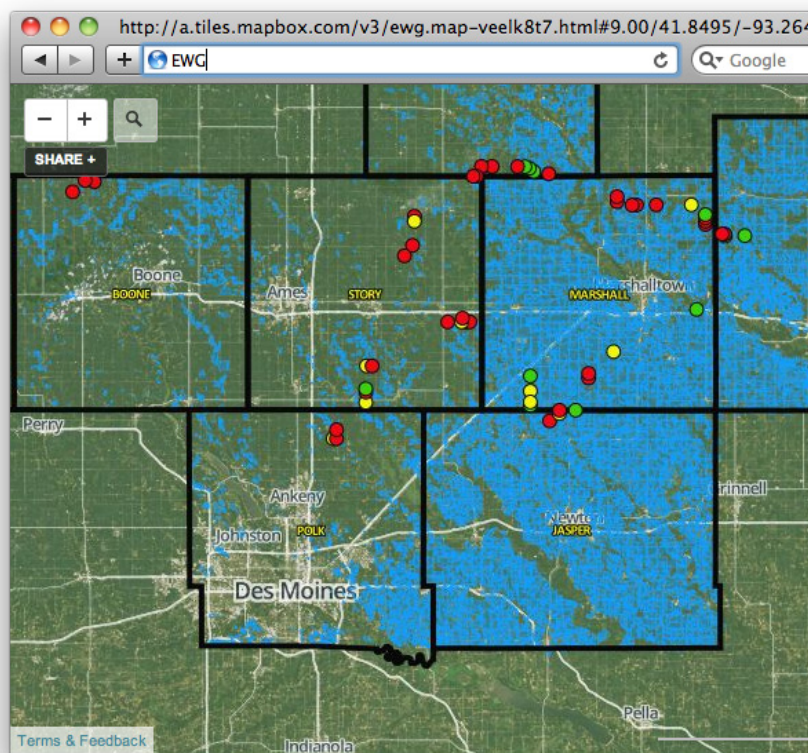 http://a.tiles.mapbox.com/v3/ewg.map-veelk8t7.html#9.00/41.8495/-93.264
EWG
Google
SHARE +
Boone
BOONE
Ames
STORY
Marshalltown
MARSHALL
Perry
Ankeny
Johnston
POLK
Newton
JASPER
Grinnell
Des Moines
Pella
Terms & Feedback
Indianola